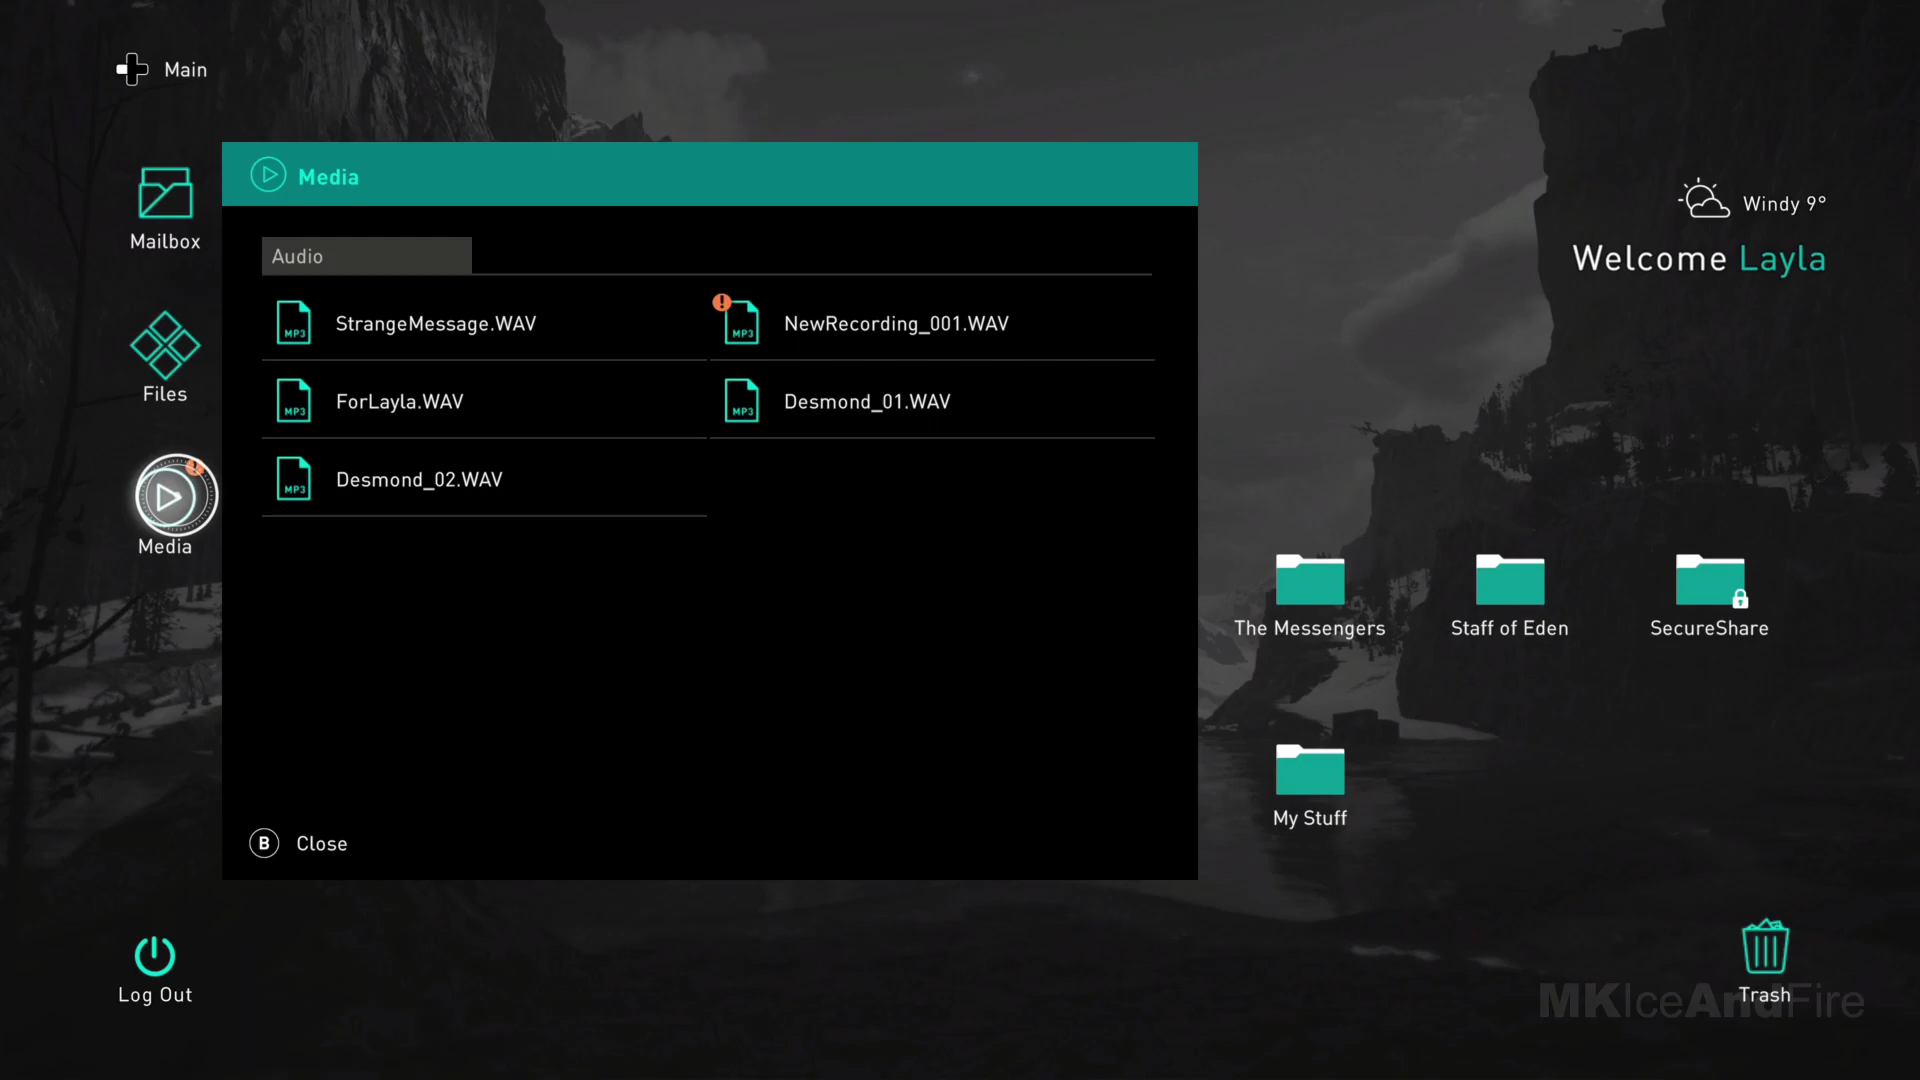 Main
Mailbox
Files
Media
Log Out
Media
Audio
MP3 StrangeMessage.WAV
! MP3 NewRecording_001.WAV
MP3 ForLayla.WAV
MP3 Desmond_01.WAV
MP3 Desmond_02.WAV
B Close
Windy 9°
Welcome Layla
The Messengers
Staff of Eden
SecureShare
My Stuff
Trash
MKIceAndFire